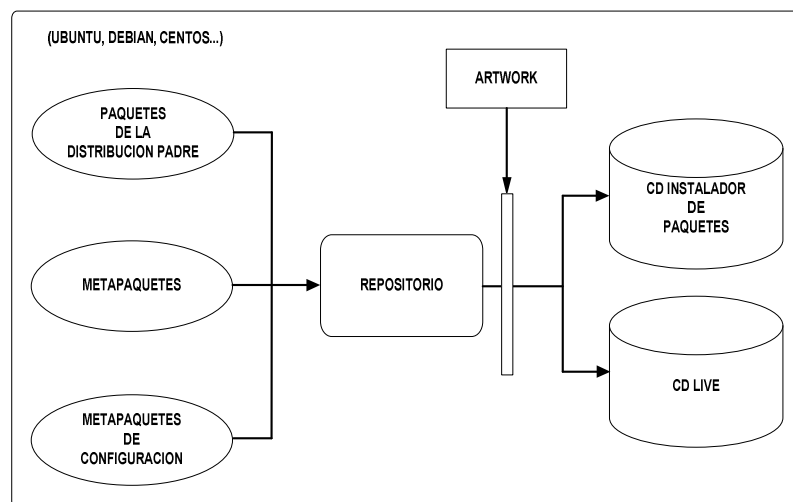 (UBUNTU, DEBIAN, CENTOS...)
ARTWORK
PAQUETES
DE LA
DISTRIBUCION PADRE
CD INSTALADOR
DE
PAQUETES
METAPAQUETES
REPOSITORIO
CD LIVE
METAPAQUETES
DE
CONFIGURACION